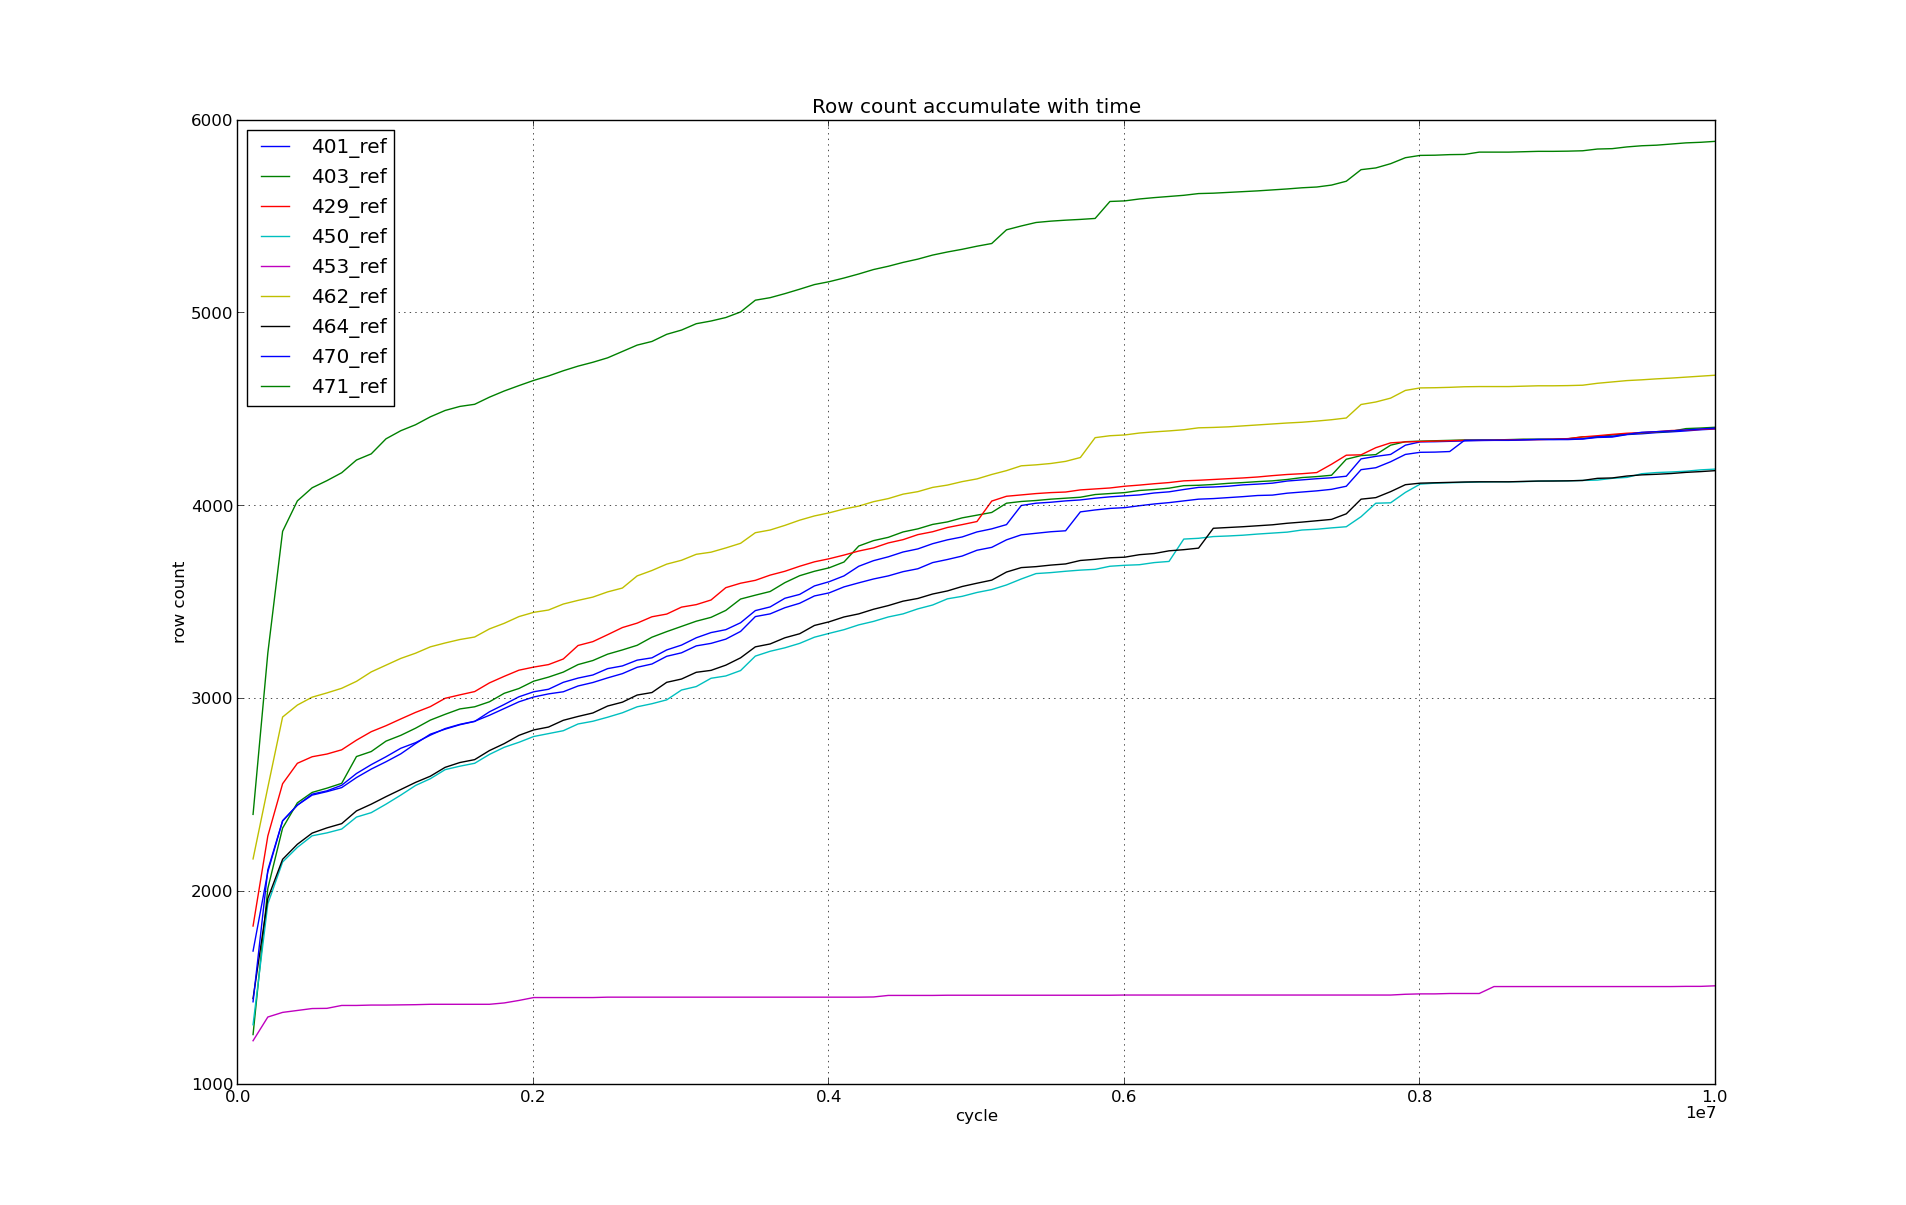 Row count accumulate with time
6000
5000
4000
3000
2000
1000
row count
401_ref
403_ref
429_ref
450_ref
453_ref
462_ref
464_ref
470_ref
471_ref
0.0
0.2
0.4
0.6
0.8
1.0
1e7
cycle